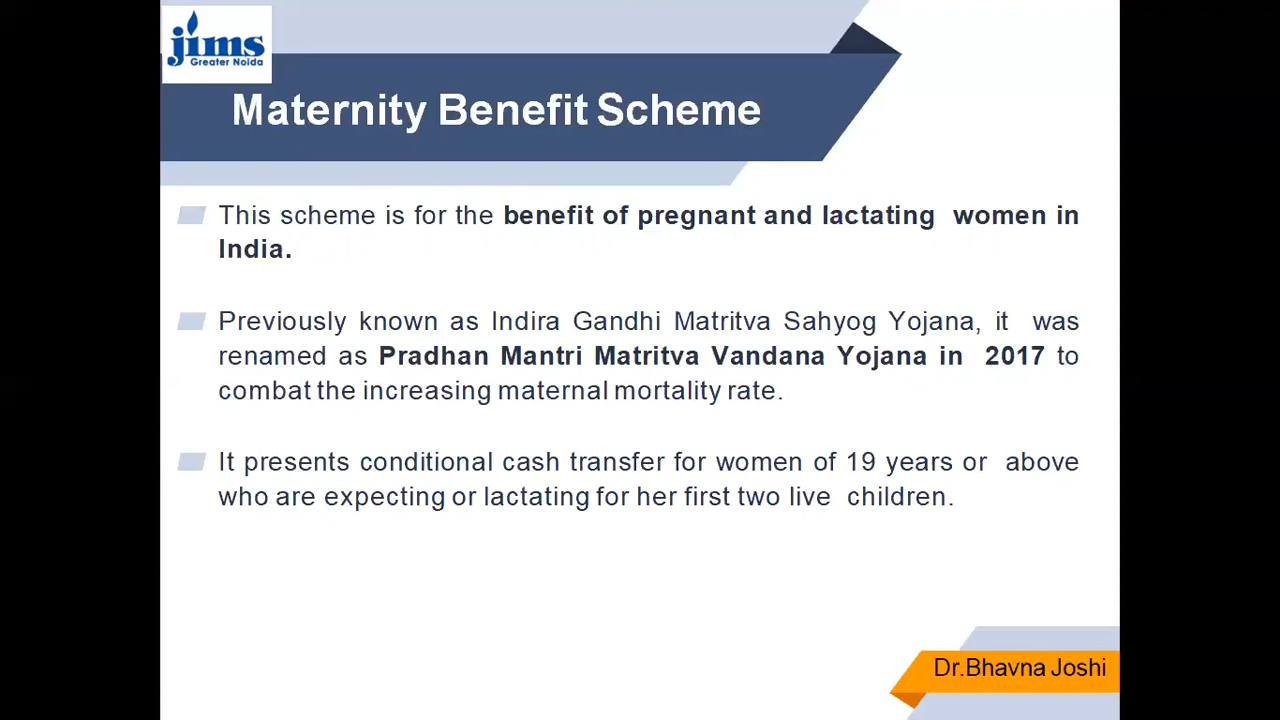 jims
Greater Noida
Maternity Benefit Scheme
This scheme is for the benefit of pregnant and lactating women in
India.
Previously known as Indira Gandhi Matritva Sahyog Yojana, it was
renamed as Pradhan Mantri Matritva Vandana Yojana in 2017 to
combat the increasing maternal mortality rate.
It presents conditional cash transfer for women of 19 years or above
who are expecting or lactating for her first two live children.
Dr.Bhavna Joshi